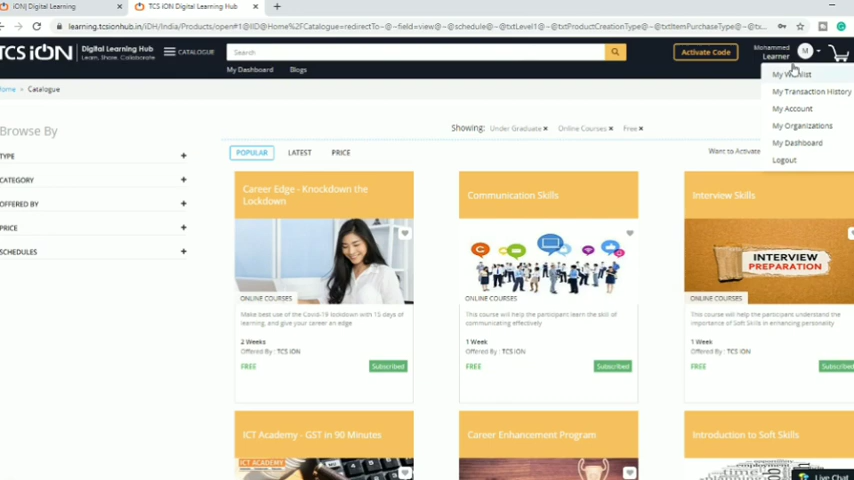 iON| Digital Learning
TCS iON Digital Learning Hub
learning.tcsionhub.in/iDH/India/Products/open#1@IID@Home%2FCatalogue=redirectTo@~field=view@~schedule@~txtLevel1@~txtProductCreationType@~txtItemPurchaseType@~txtProd...
TCS iON
Digital Learning Hub
Learn. Share. Collaborate
CATALOGUE
Search
Activate Code
Mohammed
Learner
M
My Dashboard
Blogs
My Wishlist
My Transaction History
My Account
My Organizations
My Dashboard
Logout
Home > Catalogue
Browse By
TYPE +
CATEGORY +
OFFERED BY +
PRICE +
SCHEDULES +
Showing: Under Graduate × Online Courses × Free ×
POPULAR LATEST PRICE
Want to Activate
Career Edge - Knockdown the
Lockdown
ONLINE COURSES
Make best use of the Covid-19 lockdown with 15 days of
learning, and give your career an edge
2 Weeks
Offered By : TCS iON
FREE
Subscribed
Communication Skills
ONLINE COURSES
This course will help the participant learn the skill of
communicating effectively
1 Week
Offered By : TCS iON
FREE
Subscribed
Interview Skills
INTERVIEW
PREPARATION
ONLINE COURSES
This course will help the participant understand the
importance of Soft Skills in enhancing personality
1 Week
Offered By : TCS iON
FREE
Subscribed
ICT Academy - GST in 90 Minutes
ICT ACADEMY
Career Enhancement Program
Introduction to Soft Skills
Live Chat